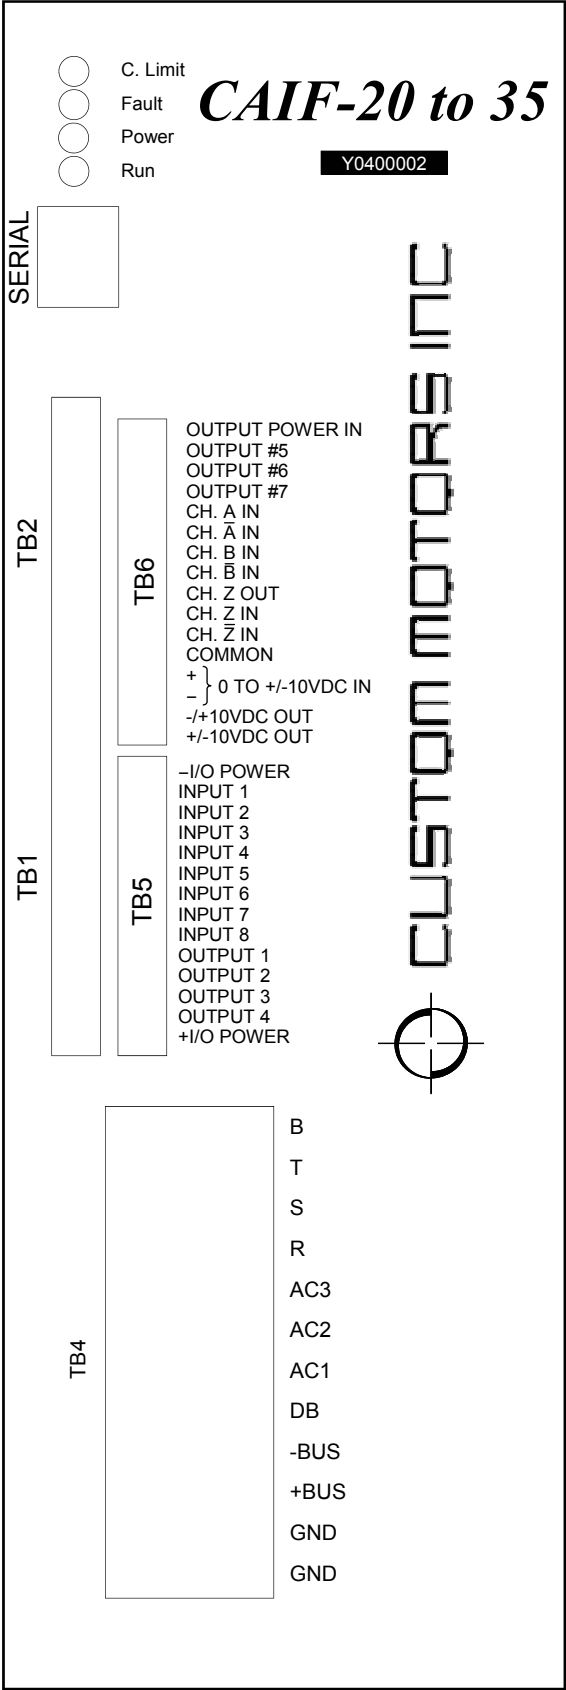 C. Limit
Fault
Power
Run
CAIF-20 to 35
Y0400002
SERIAL
TB2
TB6
OUTPUT POWER IN
OUTPUT #5
OUTPUT #6
OUTPUT #7
CH. A IN
CH. A̅ IN
CH. B IN
CH. B̅ IN
CH. Z OUT
CH. Z IN
CH. Z̅ IN
COMMON
+
− } 0 TO +/-10VDC IN
-/+10VDC OUT
+/-10VDC OUT
TB1
TB5
–I/O POWER
INPUT 1
INPUT 2
INPUT 3
INPUT 4
INPUT 5
INPUT 6
INPUT 7
INPUT 8
OUTPUT 1
OUTPUT 2
OUTPUT 3
OUTPUT 4
+I/O POWER
CUSTOM MOTORS INC
TB4
B
T
S
R
AC3
AC2
AC1
DB
-BUS
+BUS
GND
GND